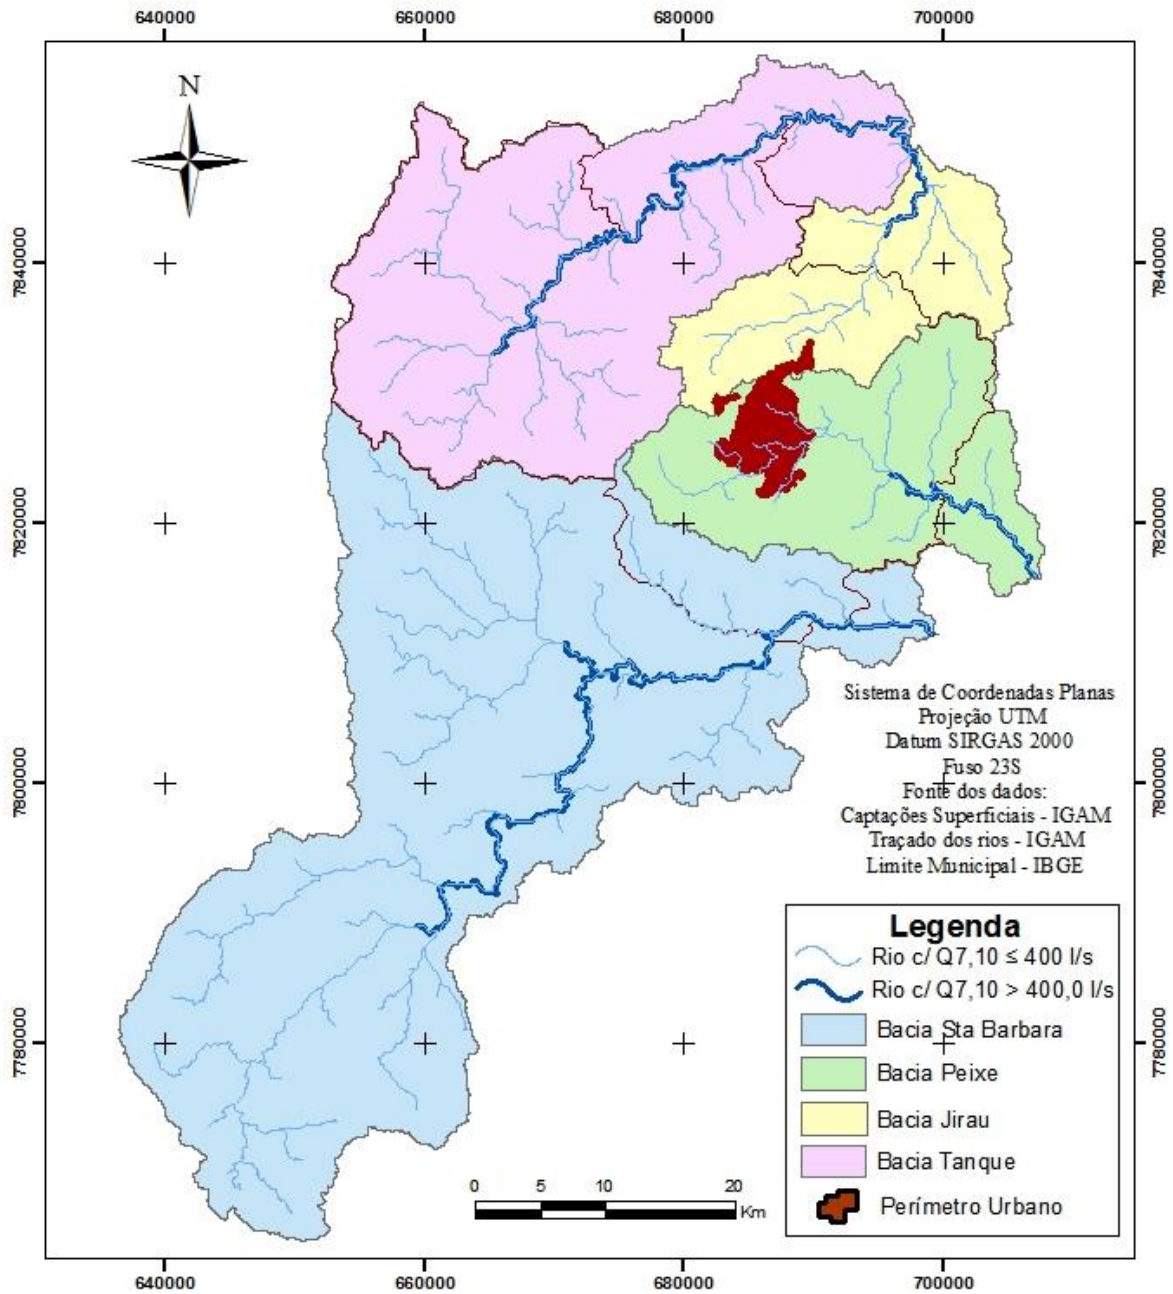 640000
660000
680000
700000
N
7840000
7840000
7820000
7820000
Sistema de Coordenadas Planas
Projeção UTM
Datum SIRGAS 2000
Fuso 23S
Fonte dos dados:
Captações Superficiais - IGAM
Traçado dos rios - IGAM
Limite Municipal - IBGE
7800000
7800000
Legenda
Rio c/ Q7,10 ≤ 400 l/s
Rio c/ Q7,10 > 400,0 l/s
Bacia Sta Barbara
Bacia Peixe
Bacia Jirau
Bacia Tanque
Perímetro Urbano
7780000
7780000
0 5 10 20
Km
640000
660000
680000
700000